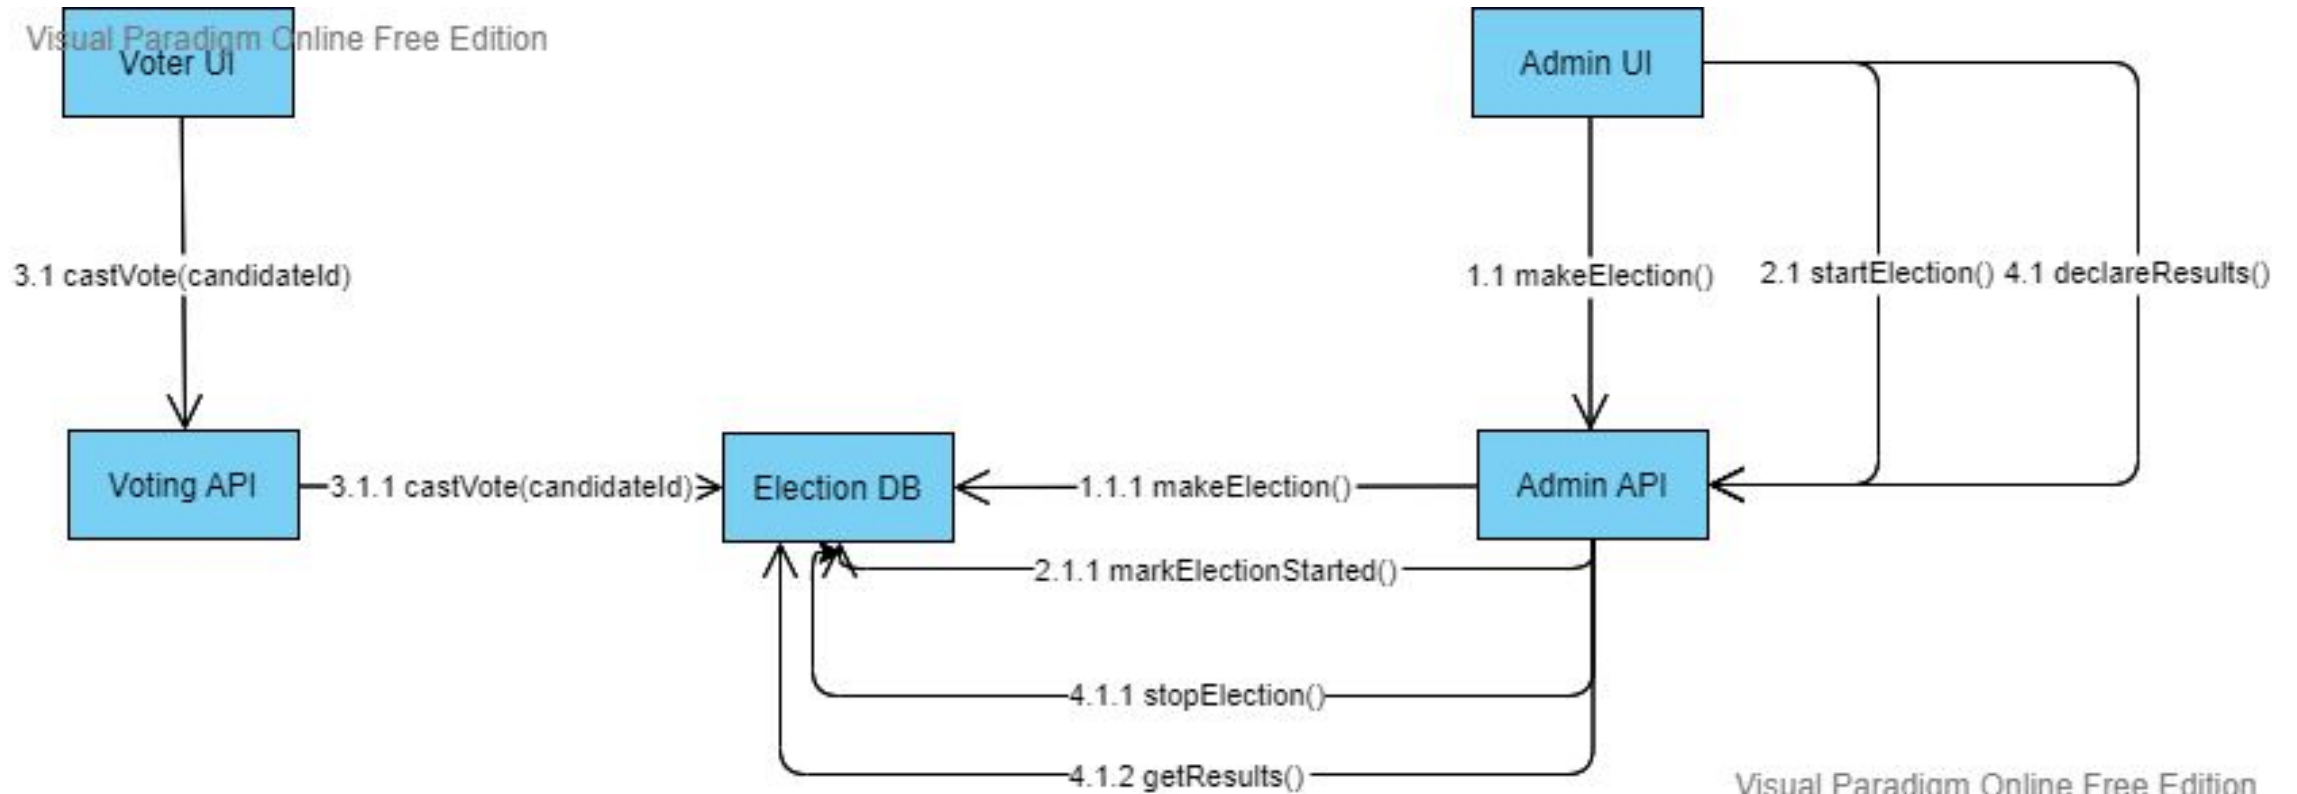 Visual Paradigm Online Free Edition
Voter UI
Admin UI
3.1 castVote(candidateId)
1.1 makeElection()
2.1 startElection()
4.1 declareResults()
Voting API
3.1.1 castVote(candidateId)
Election DB
1.1.1 makeElection()
Admin API
2.1.1 markElectionStarted()
4.1.1 stopElection()
4.1.2 getResults()
Visual Paradigm Online Free Edition